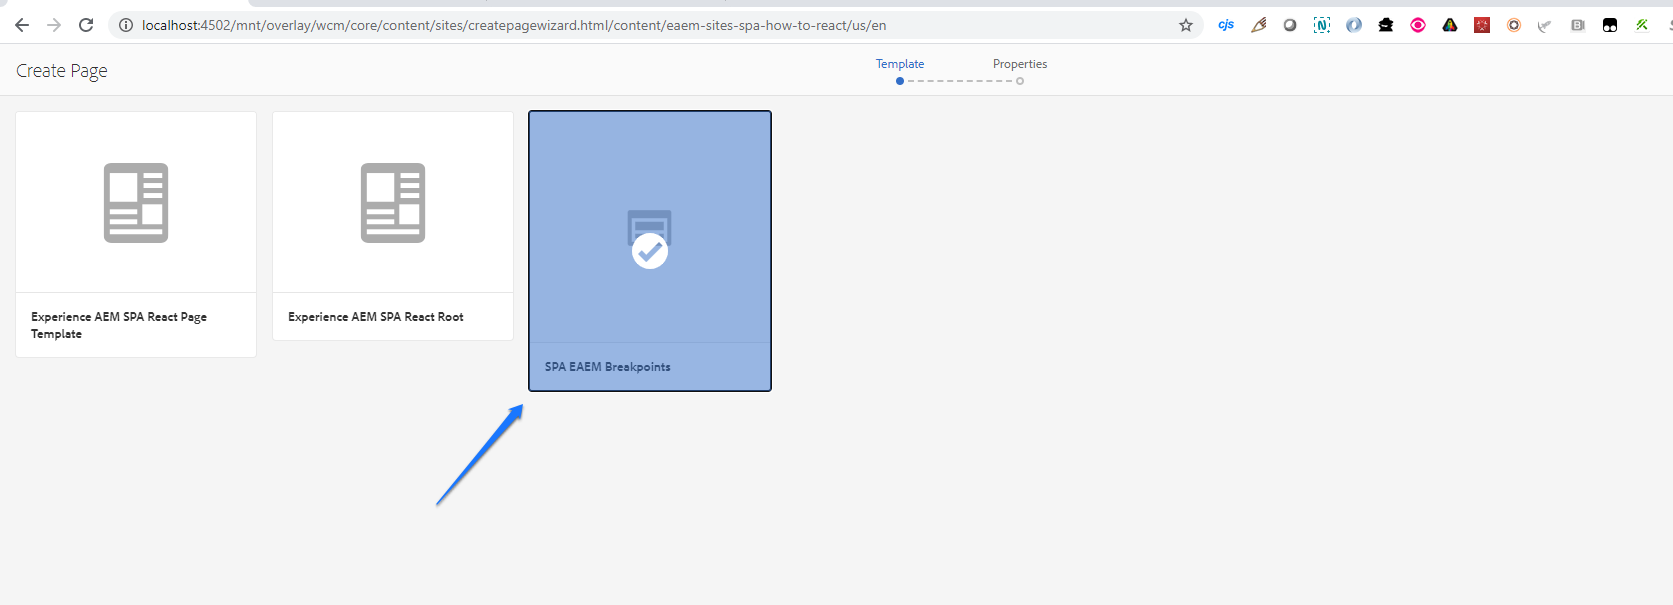 localhost:4502/mnt/overlay/wcm/core/content/sites/createpagewizard.html/content/eaem-sites-spa-how-to-react/us/en
cjs
N
Create Page
Template
Properties
Experience AEM SPA React Page
Template
Experience AEM SPA React Root
SPA EAEM Breakpoints